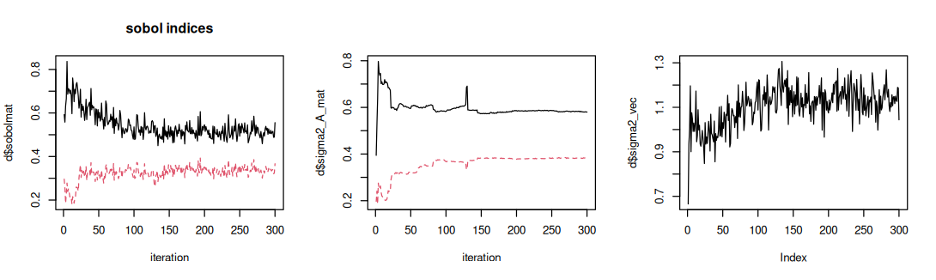 sobol indices
d$sobolmat
0.2 0.4 0.6 0.8
0 50 100 150 200 250 300
iteration
d$sigma2_A_mat
0.2 0.4 0.6 0.8
0 50 100 150 200 250 300
iteration
d$sigma2_vec
0.7 0.9 1.1 1.3
0 50 100 150 200 250 300
Index